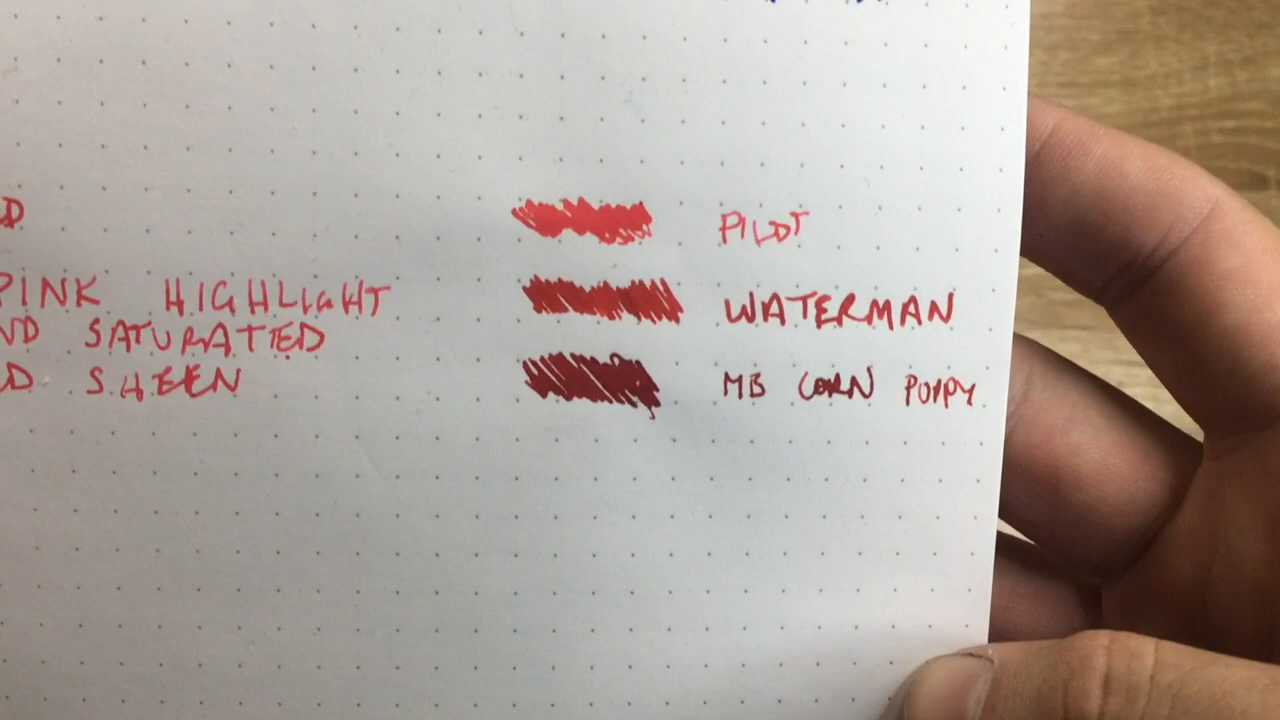 PILOT
PINK HIGHLIGHT
WATERMAN
SATURATED
SHEEN
MB CORN POPPY